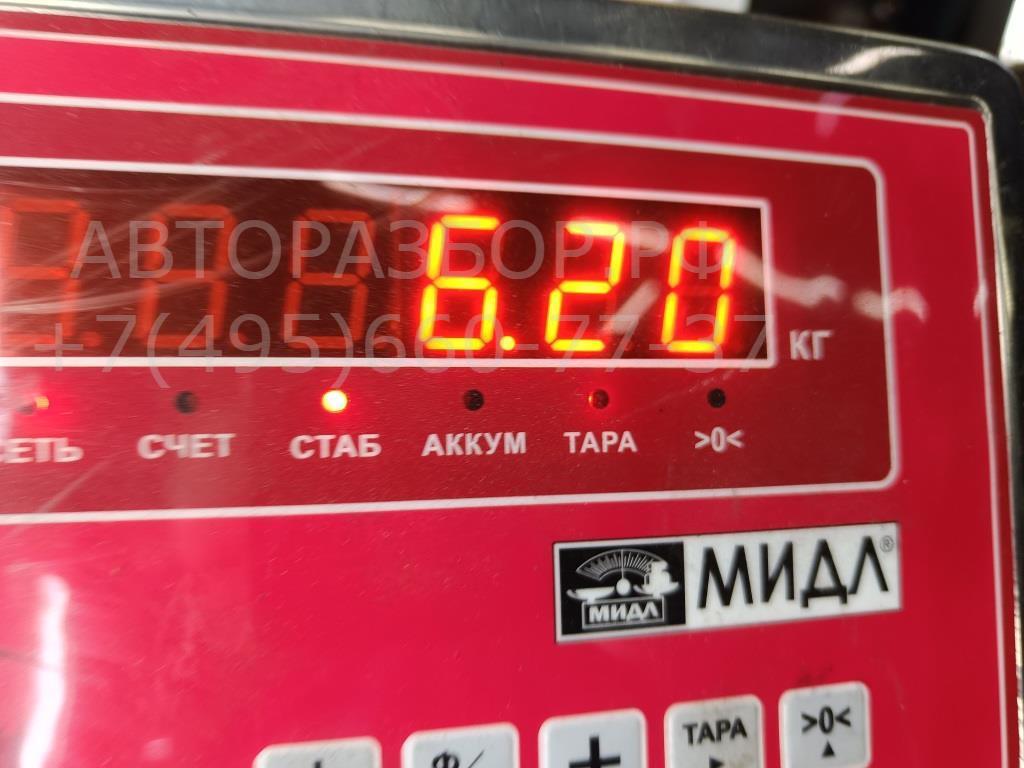 АВТОРАЗБОР.РФ
6.20
+7(495)660-77-37
КГ
СЕТЬ СЧЕТ СТАБ АККУМ ТАРА >0<
МИДЛ МИДЛ®
ТАРА >0<
+ Ф/ +